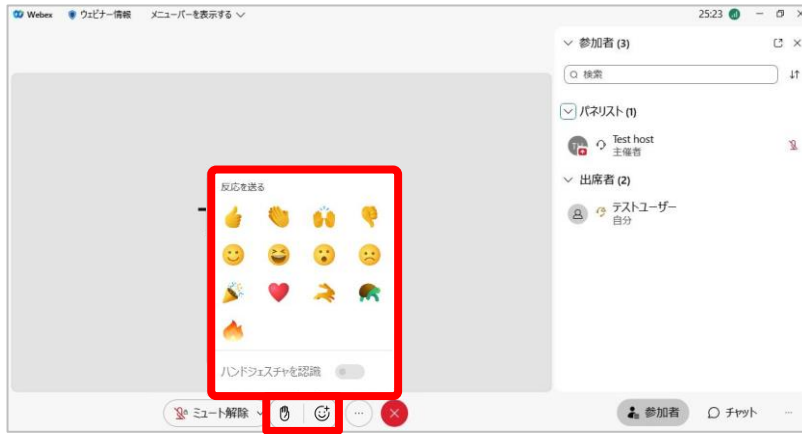 Webex ウェビナー情報 メニューバーを表示する 25:23
参加者 (3)
検索
パネリスト (1)
TH Test host
主催者
出席者 (2)
テストユーザー
自分
反応を送る
ハンドジェスチャを認識
ミュート解除 参加者 チャット